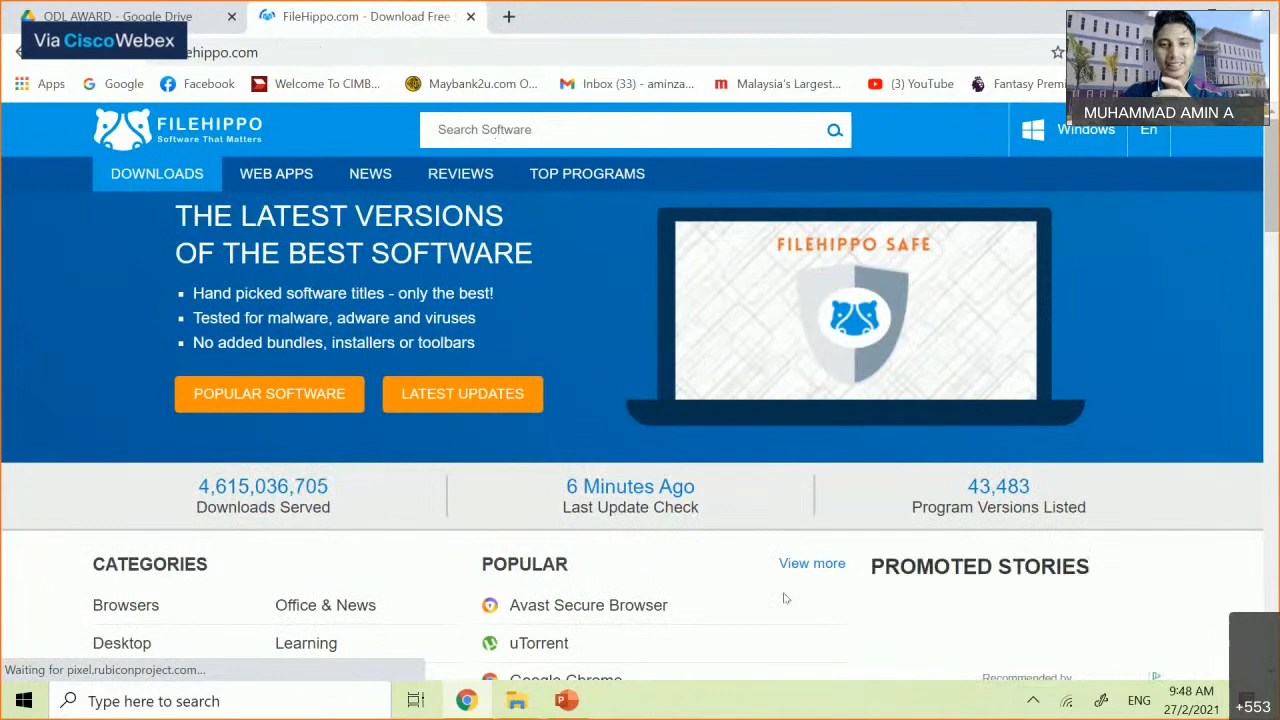 ODL AWARD - Google Drive
FileHippo.com - Download Free
Via CiscoWebex
ehippo.com
Apps
Google
Facebook
Welcome To CIMB...
Maybank2u.com O...
Inbox (33) - aminza...
Malaysia's Largest...
(3) YouTube
Fantasy Premi
MUHAMMAD AMIN A
FILEHIPPO
Software That Matters
Search Software
Windows
En
DOWNLOADS
WEB APPS
NEWS
REVIEWS
TOP PROGRAMS
THE LATEST VERSIONS
OF THE BEST SOFTWARE
Hand picked software titles - only the best!
Tested for malware, adware and viruses
No added bundles, installers or toolbars
POPULAR SOFTWARE
LATEST UPDATES
FILEHIPPO SAFE
4,615,036,705
Downloads Served
6 Minutes Ago
Last Update Check
43,483
Program Versions Listed
CATEGORIES
Browsers
Office & News
Desktop
Learning
POPULAR
View more
Avast Secure Browser
uTorrent
Google Chrome
PROMOTED STORIES
Recommended by
Waiting for pixel.rubiconproject.com...
Type here to search
ENG
9:48 AM
27/2/2021
+553